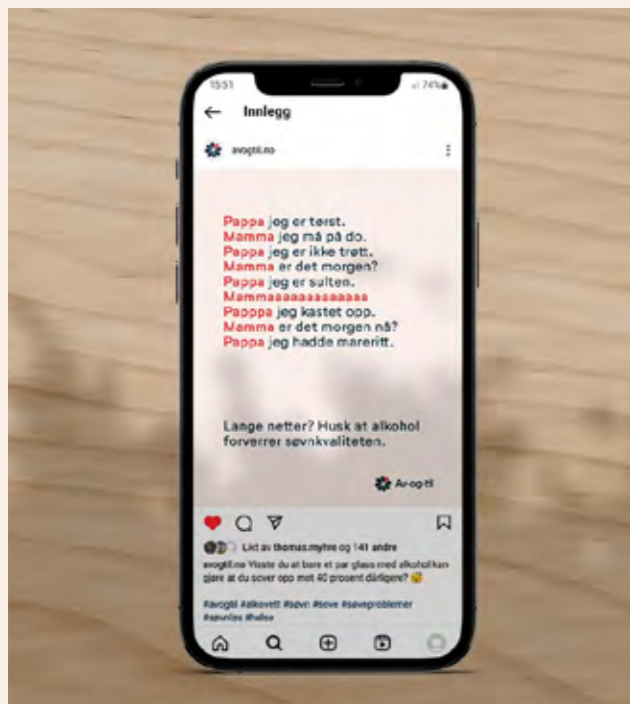 15:51
74%
Innlegg
avogtil.no
Pappa jeg er tørst.
Mamma jeg må på do.
Pappa jeg er ikke trøtt.
Mamma er det morgen?
Pappa jeg er sulten.
Mammaaaaaaaaaaaaa
Papppa jeg kastet opp.
Mamma er det morgen nå?
Pappa jeg hadde mareritt.
Lange netter? Husk at alkohol
forverrer søvnkvaliteten.
Av-og-til
Likt av thomas.myhre og 141 andre
avogtil.no Visste du at bare et par glass med alkohol kan
gjøre at du sover opp mot 40 prosent dårligere?
#avogtil #alkovett #søvn #sove #søveproblemer
#søvnløs #helse